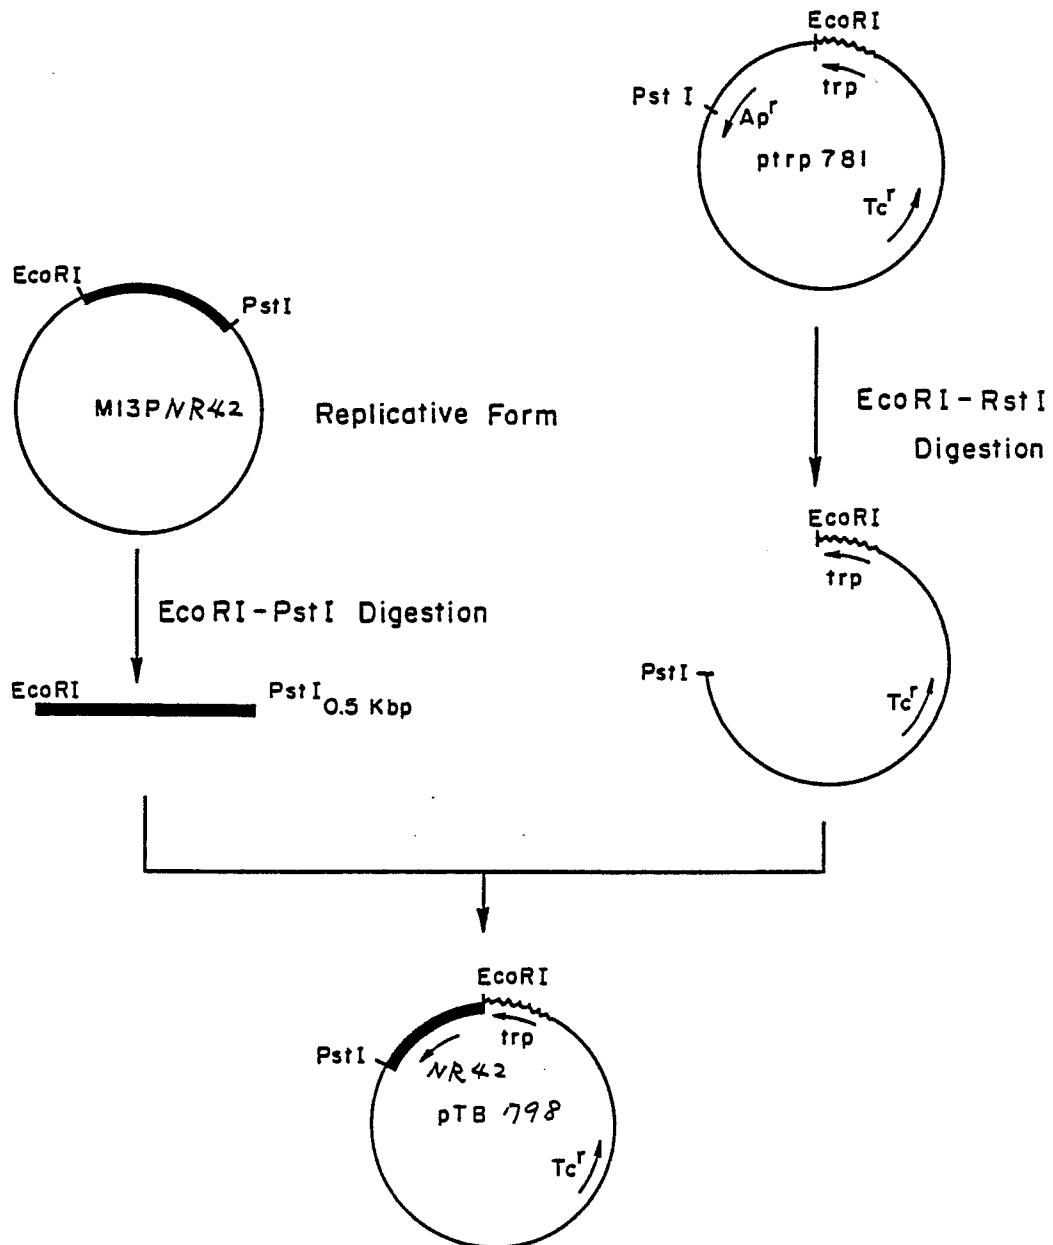 EcoRI
trp
Pst I
Apr
ptrp 781
Tcr
EcoRI
PstI
M13PNR42
Replicative Form
EcoRI-RstI
Digestion
EcoRI-PstI Digestion
EcoRI
trp
PstI
Tcr
EcoRI
PstI
0.5 Kbp
EcoRI
trp
PstI
NR42
pTB 798
Tcr